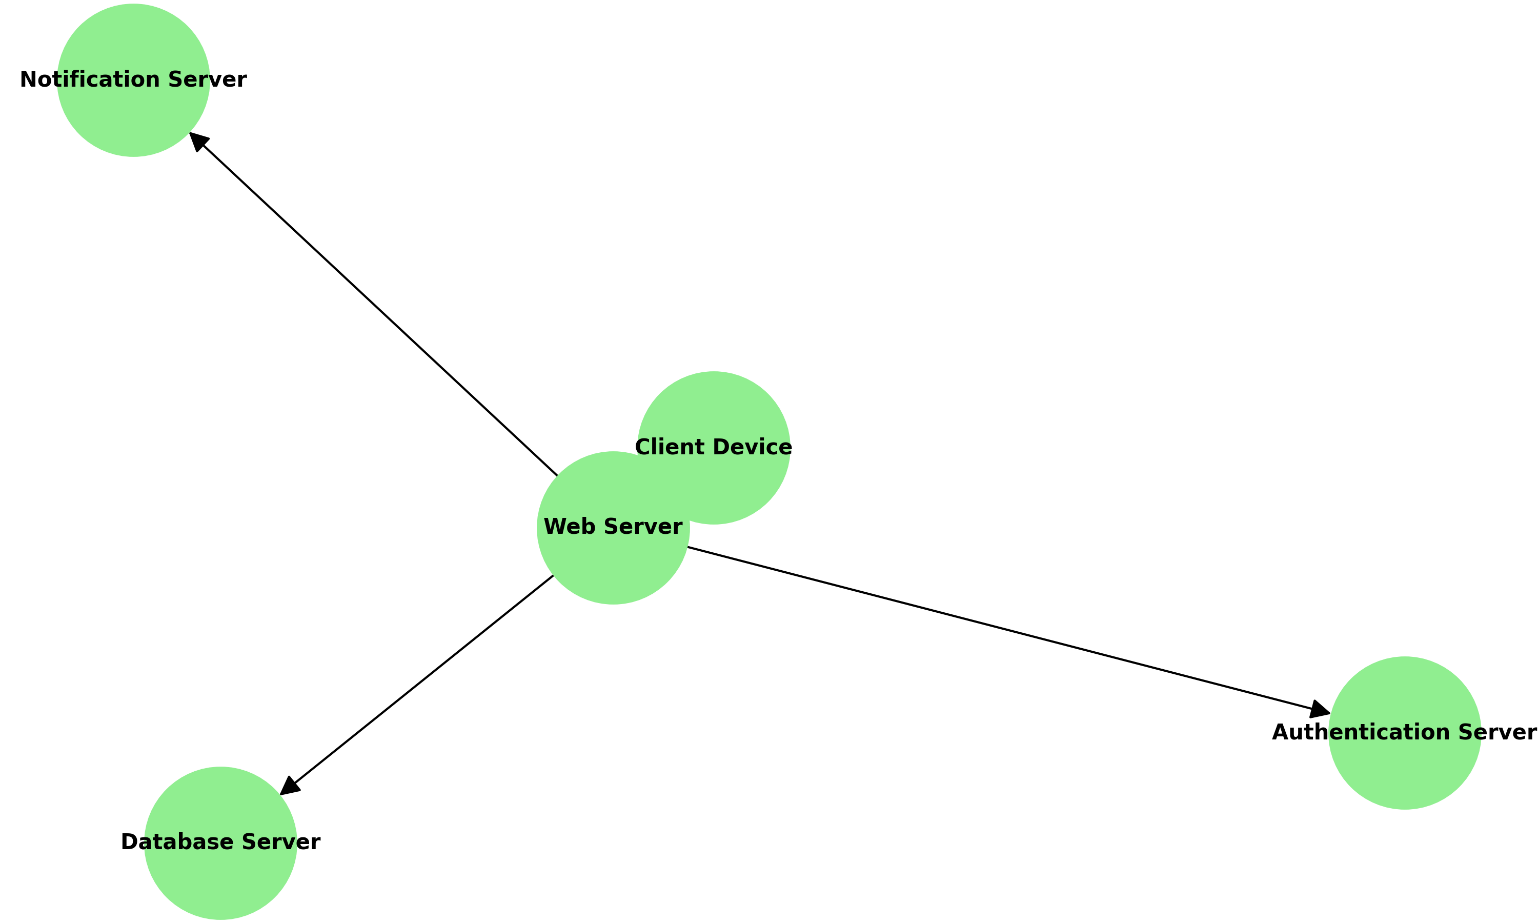 Notification Server
Client Device
Web Server
Authentication Server
Database Server